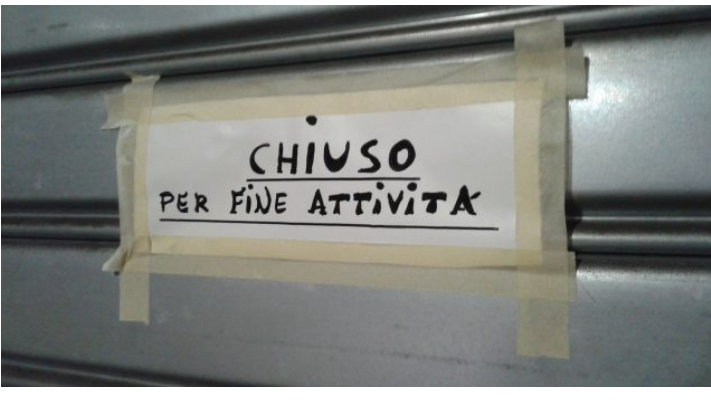 CHiUSO
PER FiNE ATTiViTA